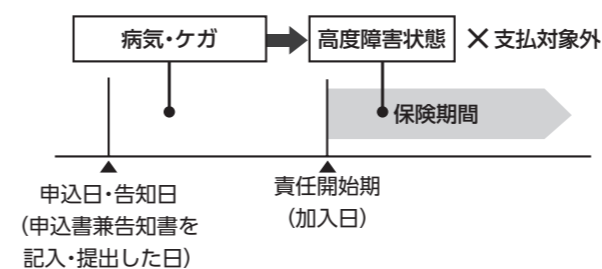 病気・ケガ
高度障害状態
×支払対象外
保険期間
申込日・告知日
(申込書兼告知書を
記入・提出した日)
責任開始期
(加入日)